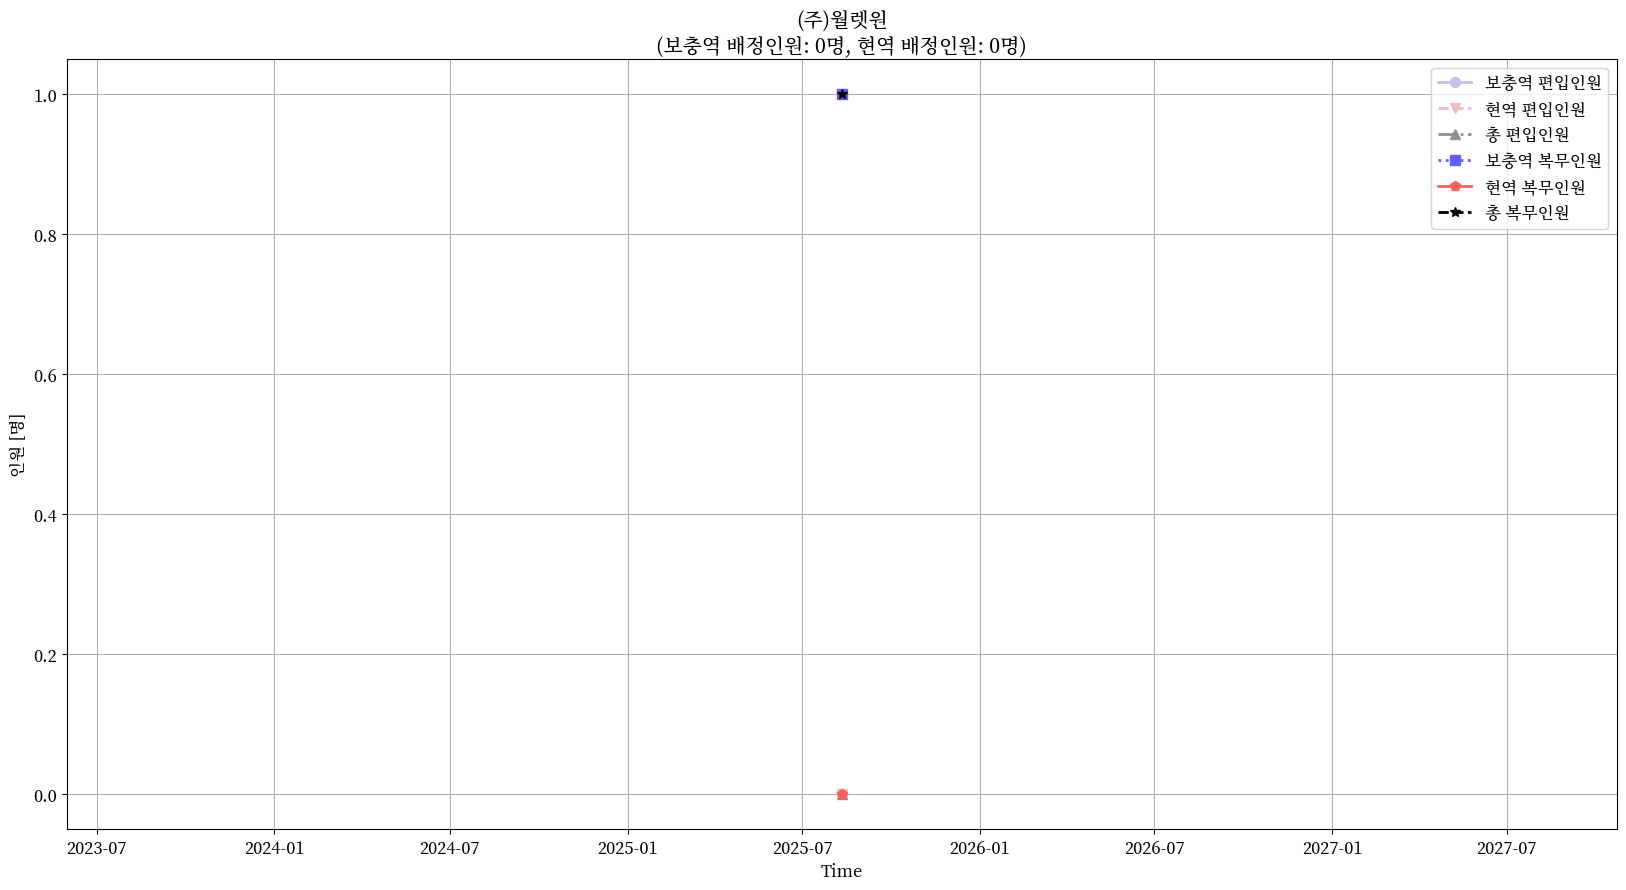 (주)월렛원
(보충역 배정인원: 0명, 현역 배정인원: 0명)
보충역 편입인원
현역 편입인원
총 편입인원
보충역 복무인원
현역 복무인원
총 복무인원
인원 [명]
1.0
0.8
0.6
0.4
0.2
0.0
2023-07 2024-01 2024-07 2025-01 2025-07 2026-01 2026-07 2027-01 2027-07
Time